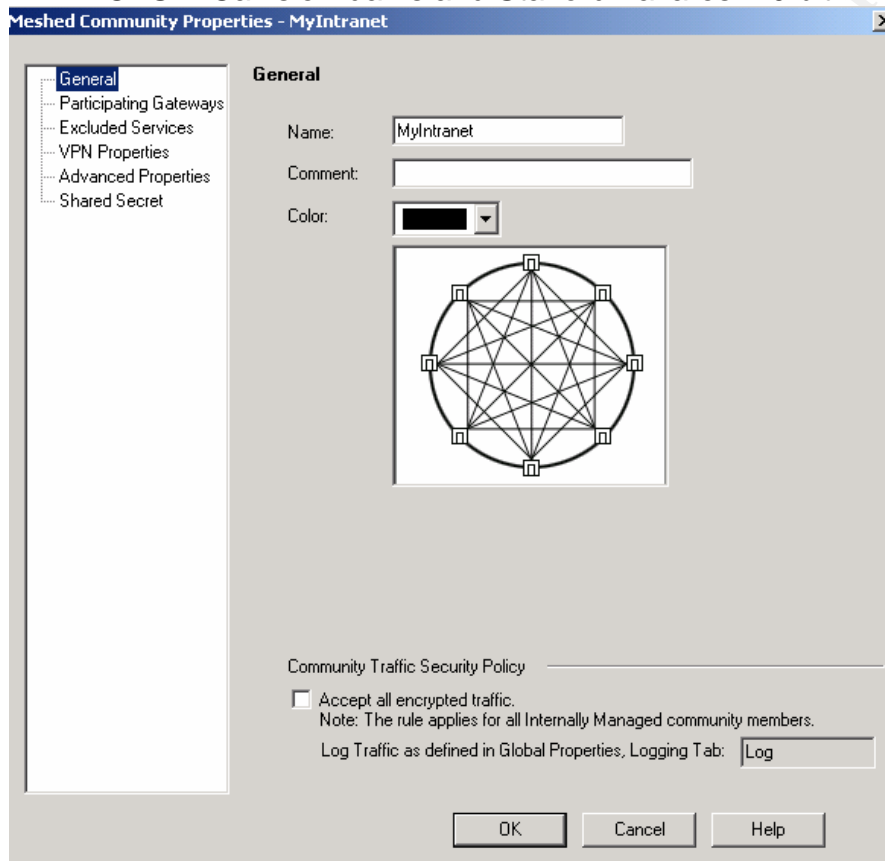 Meshed Community Properties - MyIntranet
General
Participating Gateways
Excluded Services
VPN Properties
Advanced Properties
Shared Secret
General
Name: MyIntranet
Comment:
Color:
Community Traffic Security Policy
Accept all encrypted traffic.
Note: The rule applies for all Internally Managed community members.
Log Traffic as defined in Global Properties, Logging Tab: Log
OK Cancel Help